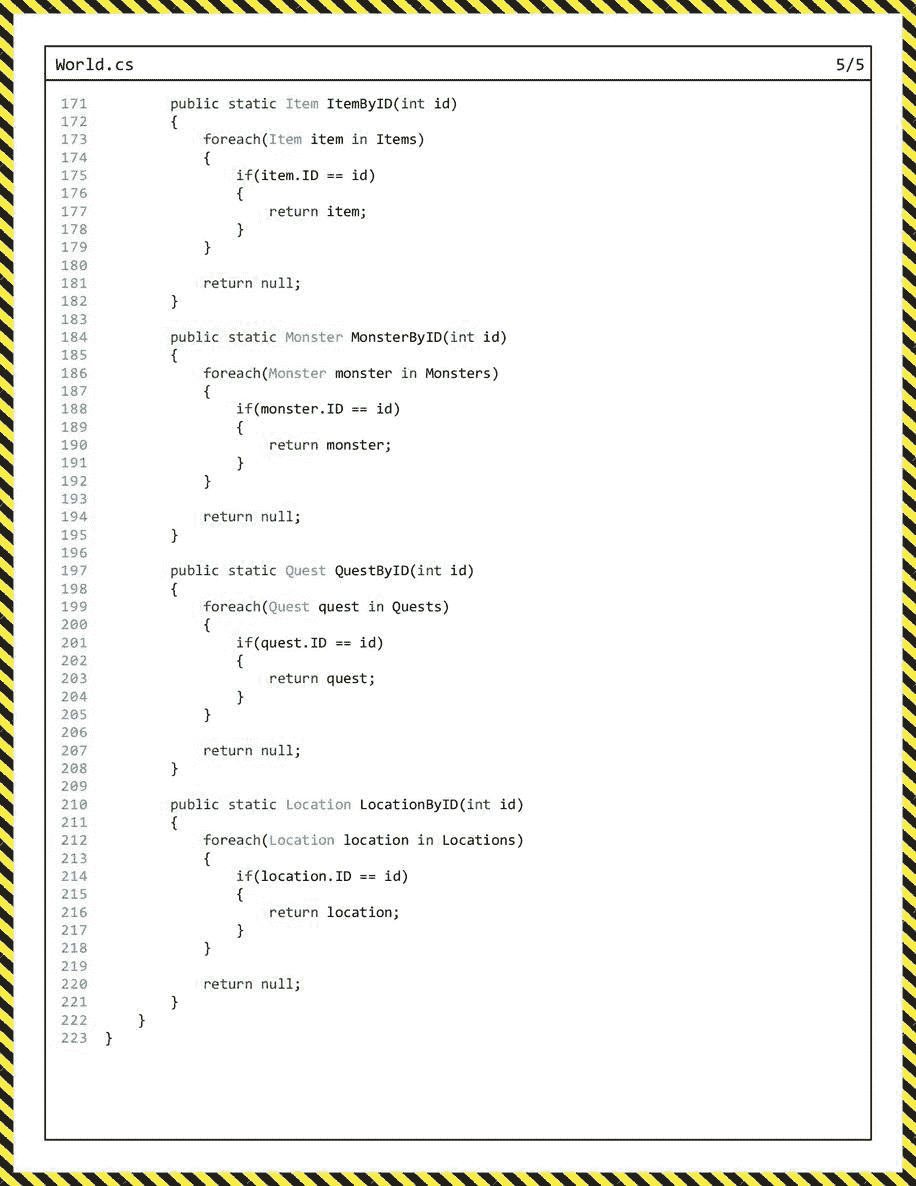 World.cs 5/5
171 public static Item ItemByID(int id)
172 {
173 foreach(Item item in Items)
174 {
175 if(item.ID == id)
176 {
177 return item;
178 }
179 }
180
181 return null;
182 }
183
184 public static Monster MonsterByID(int id)
185 {
186 foreach(Monster monster in Monsters)
187 {
188 if(monster.ID == id)
189 {
190 return monster;
191 }
192 }
193
194 return null;
195 }
196
197 public static Quest QuestByID(int id)
198 {
199 foreach(Quest quest in Quests)
200 {
201 if(quest.ID == id)
202 {
203 return quest;
204 }
205 }
206
207 return null;
208 }
209
210 public static Location LocationByID(int id)
211 {
212 foreach(Location location in Locations)
213 {
214 if(location.ID == id)
215 {
216 return location;
217 }
218 }
219
220 return null;
221 }
222 }
223 }